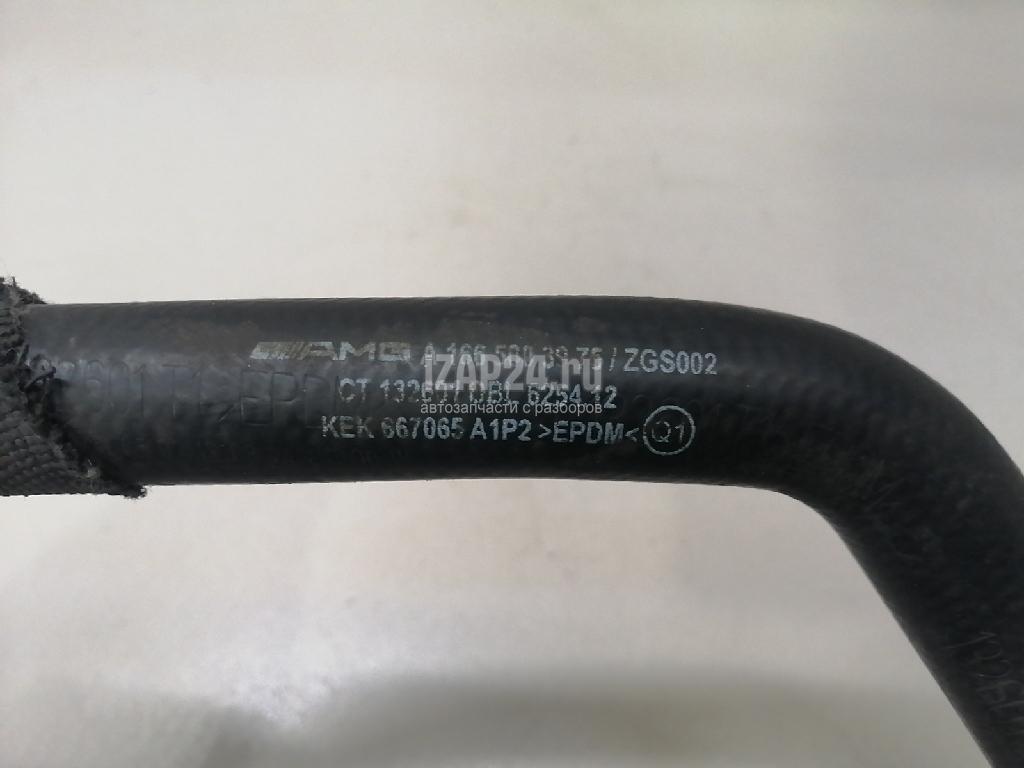 AMG A 166 500 39 75 / ZGS002
IZAP24.ru
CT DBL 6254 12
автозапчасти с разборов
KEK 667065 A1P2 >EPDM< Q1